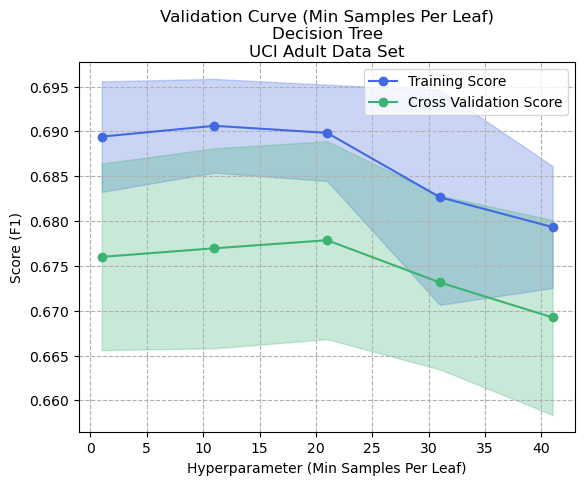 Validation Curve (Min Samples Per Leaf)
Decision Tree
UCI Adult Data Set
Training Score
Cross Validation Score
Score (F1)
0.695
0.690
0.685
0.680
0.675
0.670
0.665
0.660
0 5 10 15 20 25 30 35 40
Hyperparameter (Min Samples Per Leaf)